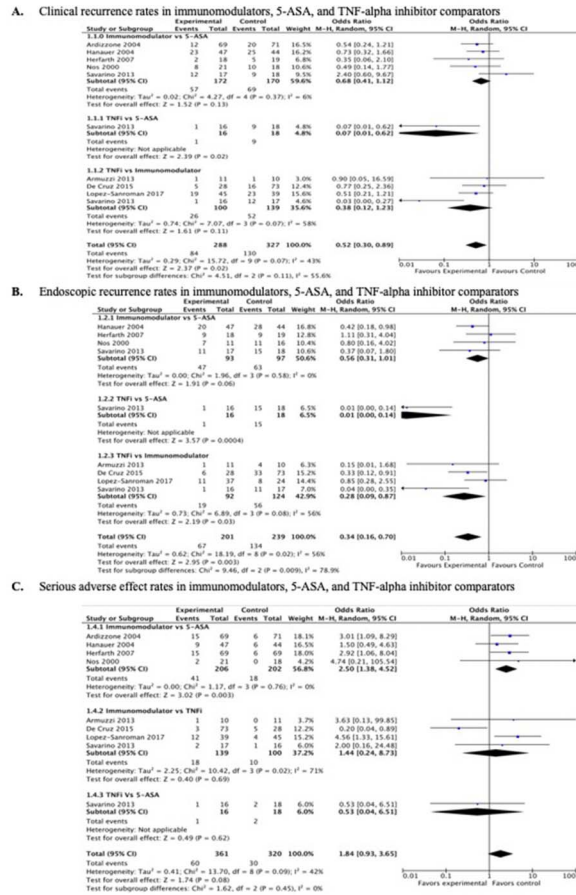 A. Clinical recurrence rates in immunomodulators, 5-ASA, and TNF-alpha inhibitor comparators
Experimental Control Odds Ratio Odds Ratio
Study or Subgroup Events Total Events Total Weight M-H, Random, 95% CI M-H, Random, 95% CI
1.1.0 Immunomodulator vs 5-ASA
Ardizzone 2004 12 69 20 71 16.5% 0.54 [0.24, 1.21]
Hanauer 2004 23 47 25 44 16.2% 0.73 [0.32, 1.66]
Herfarth 2007 2 18 5 19 6.8% 0.35 [0.06, 2.10]
Nos 2000 8 21 10 18 10.6% 0.49 [0.14, 1.77]
Savarino 2013 12 17 9 18 9.5% 2.40 [0.60, 9.67]
Subtotal (95% CI) 172 170 59.6% 0.68 [0.41, 1.12]
Total events 57 69
Heterogeneity: Tau² = 0.02; Chi² = 4.27, df = 4 (P = 0.37); I² = 6%
Test for overall effect: Z = 1.52 (P = 0.13)
1.1.1 TNFi vs 5-ASA
Savarino 2013 1 16 9 18 4.8% 0.07 [0.01, 0.62]
Subtotal (95% CI) 16 18 4.8% 0.07 [0.01, 0.62]
Total events 1 9
Heterogeneity: Not applicable
Test for overall effect: Z = 2.39 (P = 0.02)
1.1.2 TNFi vs Immunomodulator
Armuzzi 2013 1 11 1 10 3.0% 0.90 [0.05, 16.59]
De Cruz 2015 5 28 16 73 12.4% 0.77 [0.25, 2.36]
Lopez-Sanroman 2017 19 45 23 39 15.6% 0.51 [0.21, 1.21]
Savarino 2013 1 16 12 17 4.6% 0.03 [0.00, 0.27]
Subtotal (95% CI) 100 139 35.6% 0.38 [0.12, 1.23]
Total events 26 52
Heterogeneity: Tau² = 0.74; Chi² = 7.07, df = 3 (P = 0.07); I² = 58%
Test for overall effect: Z = 1.61 (P = 0.11)
Total (95% CI) 288 327 100.0% 0.52 [0.30, 0.89]
Total events 84 130
Heterogeneity: Tau² = 0.29; Chi² = 15.72, df = 9 (P = 0.07); I² = 43%
Test for overall effect: Z = 2.37 (P = 0.02)
Test for subgroup differences: Chi² = 4.51, df = 2 (P = 0.11), I² = 55.6%
0.01 0.1 1 10 100
Favours Experimental Favours Control
B. Endoscopic recurrence rates in immunomodulators, 5-ASA, and TNF-alpha inhibitor comparators
Experimental Control Odds Ratio Odds Ratio
Study or Subgroup Events Total Events Total Weight M-H, Random, 95% CI M-H, Random, 95% CI
1.2.1 Immunomodulator vs 5-ASA
Hanauer 2004 20 47 28 44 16.8% 0.42 [0.18, 0.98]
Herfarth 2007 9 18 9 19 12.8% 1.11 [0.31, 4.04]
Nos 2000 7 11 11 16 10.4% 0.80 [0.16, 4.02]
Savarino 2013 11 17 15 18 10.6% 0.37 [0.07, 1.80]
Subtotal (95% CI) 93 97 50.6% 0.56 [0.31, 1.01]
Total events 47 63
Heterogeneity: Tau² = 0.00; Chi² = 1.96, df = 3 (P = 0.58); I² = 0%
Test for overall effect: Z = 1.91 (P = 0.06)
1.2.2 TNFi vs 5-ASA
Savarino 2013 1 16 15 18 6.5% 0.01 [0.00, 0.14]
Subtotal (95% CI) 16 18 6.5% 0.01 [0.00, 0.14]
Total events 1 15
Heterogeneity: Not applicable
Test for overall effect: Z = 3.57 (P = 0.0004)
1.2.3 TNFi vs Immunomodulator
Armuzzi 2013 1 11 4 10 6.3% 0.15 [0.01, 1.68]
De Cruz 2015 6 28 33 73 15.2% 0.33 [0.12, 0.91]
Lopez-Sanroman 2017 11 37 8 24 14.4% 0.85 [0.28, 2.55]
Savarino 2013 1 16 11 17 7.0% 0.04 [0.00, 0.35]
Subtotal (95% CI) 92 124 42.9% 0.28 [0.09, 0.87]
Total events 19 56
Heterogeneity: Tau² = 0.73; Chi² = 6.89, df = 3 (P = 0.08); I² = 56%
Test for overall effect: Z = 2.19 (P = 0.03)
Total (95% CI) 201 239 100.0% 0.34 [0.16, 0.70]
Total events 67 134
Heterogeneity: Tau² = 0.62; Chi² = 18.19, df = 8 (P = 0.02); I² = 56%
Test for overall effect: Z = 2.95 (P = 0.003)
Test for subgroup differences: Chi² = 9.46, df = 2 (P = 0.009), I² = 78.9%
0.01 0.1 1 10 100
Favours Experimental Favours Control
C. Serious adverse effect rates in immunomodulators, 5-ASA, and TNF-alpha inhibitor comparators
Experimental Control Odds Ratio Odds Ratio
Study or Subgroup Events Total Events Total Weight M-H, Random, 95% CI M-H, Random, 95% CI
1.4.1 Immunomodulator vs 5-ASA
Ardizzone 2004 15 69 6 71 18.1% 3.01 [1.09, 8.29]
Hanauer 2004 9 47 6 44 16.5% 1.50 [0.49, 4.63]
Herfarth 2007 15 69 6 69 18.0% 2.92 [1.06, 8.04]
Nos 2000 2 21 0 18 4.2% 4.74 [0.21, 105.54]
Subtotal (95% CI) 206 202 56.8% 2.50 [1.38, 4.52]
Total events 41 18
Heterogeneity: Tau² = 0.00; Chi² = 1.17, df = 3 (P = 0.76); I² = 0%
Test for overall effect: Z = 3.02 (P = 0.003)
1.4.2 Immunomodulator vs TNFi
Armuzzi 2013 1 10 0 11 3.7% 3.63 [0.13, 99.85]
De Cruz 2015 3 73 5 28 12.2% 0.20 [0.04, 0.89]
Lopez-Sanroman 2017 12 39 4 45 15.2% 4.56 [1.33, 15.61]
Savarino 2013 2 17 1 16 6.0% 2.00 [0.16, 24.48]
Subtotal (95% CI) 139 100 37.2% 1.44 [0.24, 8.73]
Total events 18 10
Heterogeneity: Tau² = 2.25; Chi² = 10.42, df = 3 (P = 0.02); I² = 71%
Test for overall effect: Z = 0.40 (P = 0.69)
1.4.3 TNFi Vs 5-ASA
Savarino 2013 1 16 2 18 6.0% 0.53 [0.04, 6.51]
Subtotal (95% CI) 16 18 6.0% 0.53 [0.04, 6.51]
Total events 1 2
Heterogeneity: Not applicable
Test for overall effect: Z = 0.49 (P = 0.62)
Total (95% CI) 361 320 100.0% 1.84 [0.93, 3.65]
Total events 60 30
Heterogeneity: Tau² = 0.41; Chi² = 13.70, df = 8 (P = 0.09); I² = 42%
Test for overall effect: Z = 1.74 (P = 0.08)
Test for subgroup differences: Chi² = 1.62, df = 2 (P = 0.45), I² = 0%
0.01 0.1 1 10 100
Favours experimental Favours control